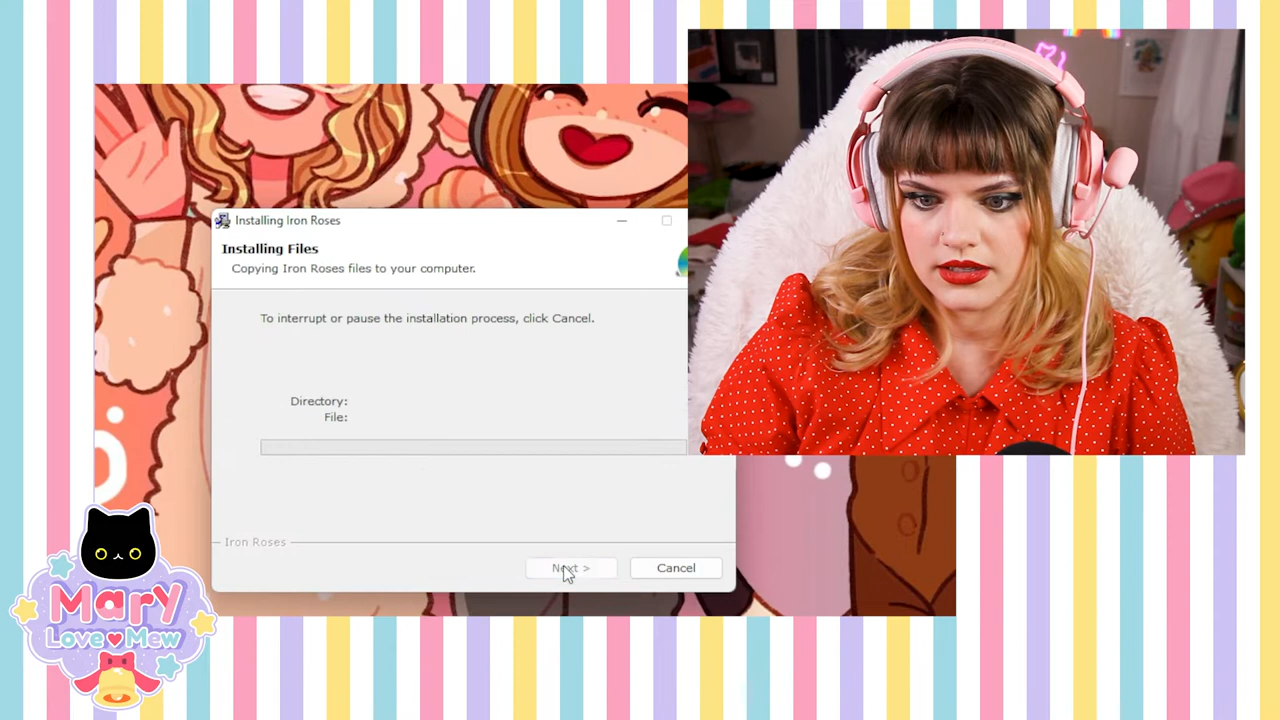 Installing Iron Roses
Installing Files
Copying Iron Roses files to your computer.
To interrupt or pause the installation process, click Cancel.
Directory:
File:
Iron Roses
Next >
Cancel
Mary
Love Mew